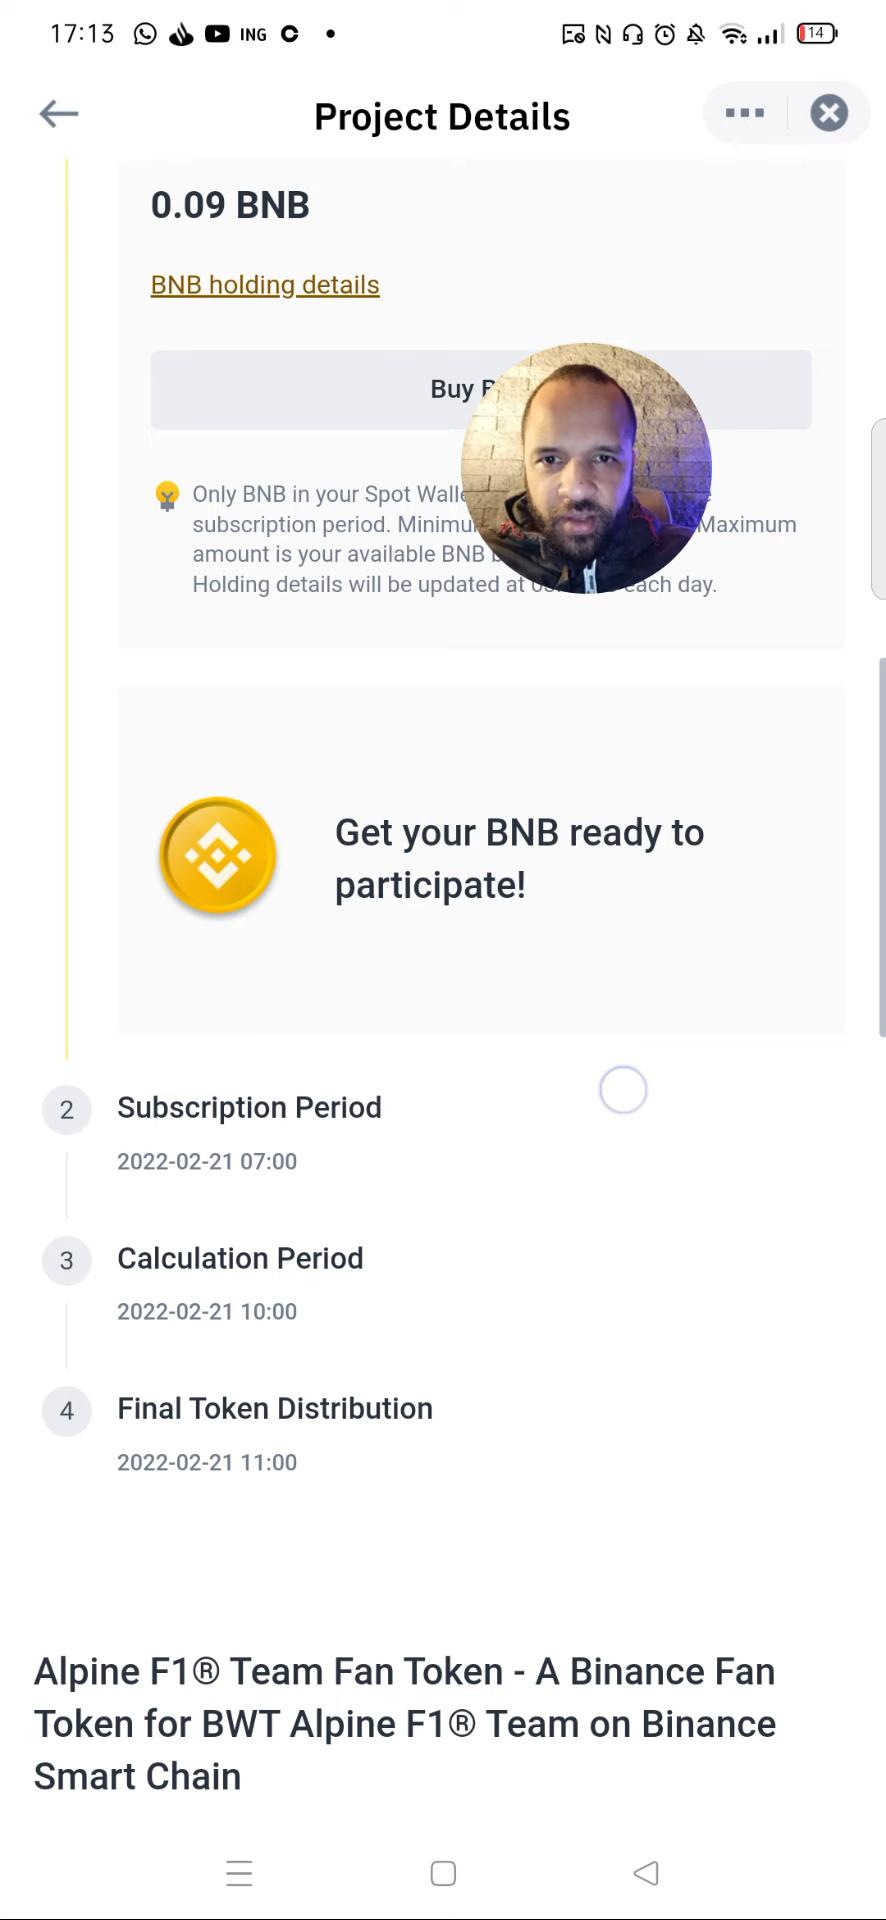 17:13 ING 14
Project Details
0.09 BNB
BNB holding details
Buy
Only BNB in your Spot
subscription period. Maximum
amount is your available BNB
Holding details will be updated at each day.
Get your BNB ready to
participate!
2 Subscription Period
2022-02-21 07:00
3 Calculation Period
2022-02-21 10:00
4 Final Token Distribution
2022-02-21 11:00
Alpine F1® Team Fan Token - A Binance Fan
Token for BWT Alpine F1® Team on Binance
Smart Chain